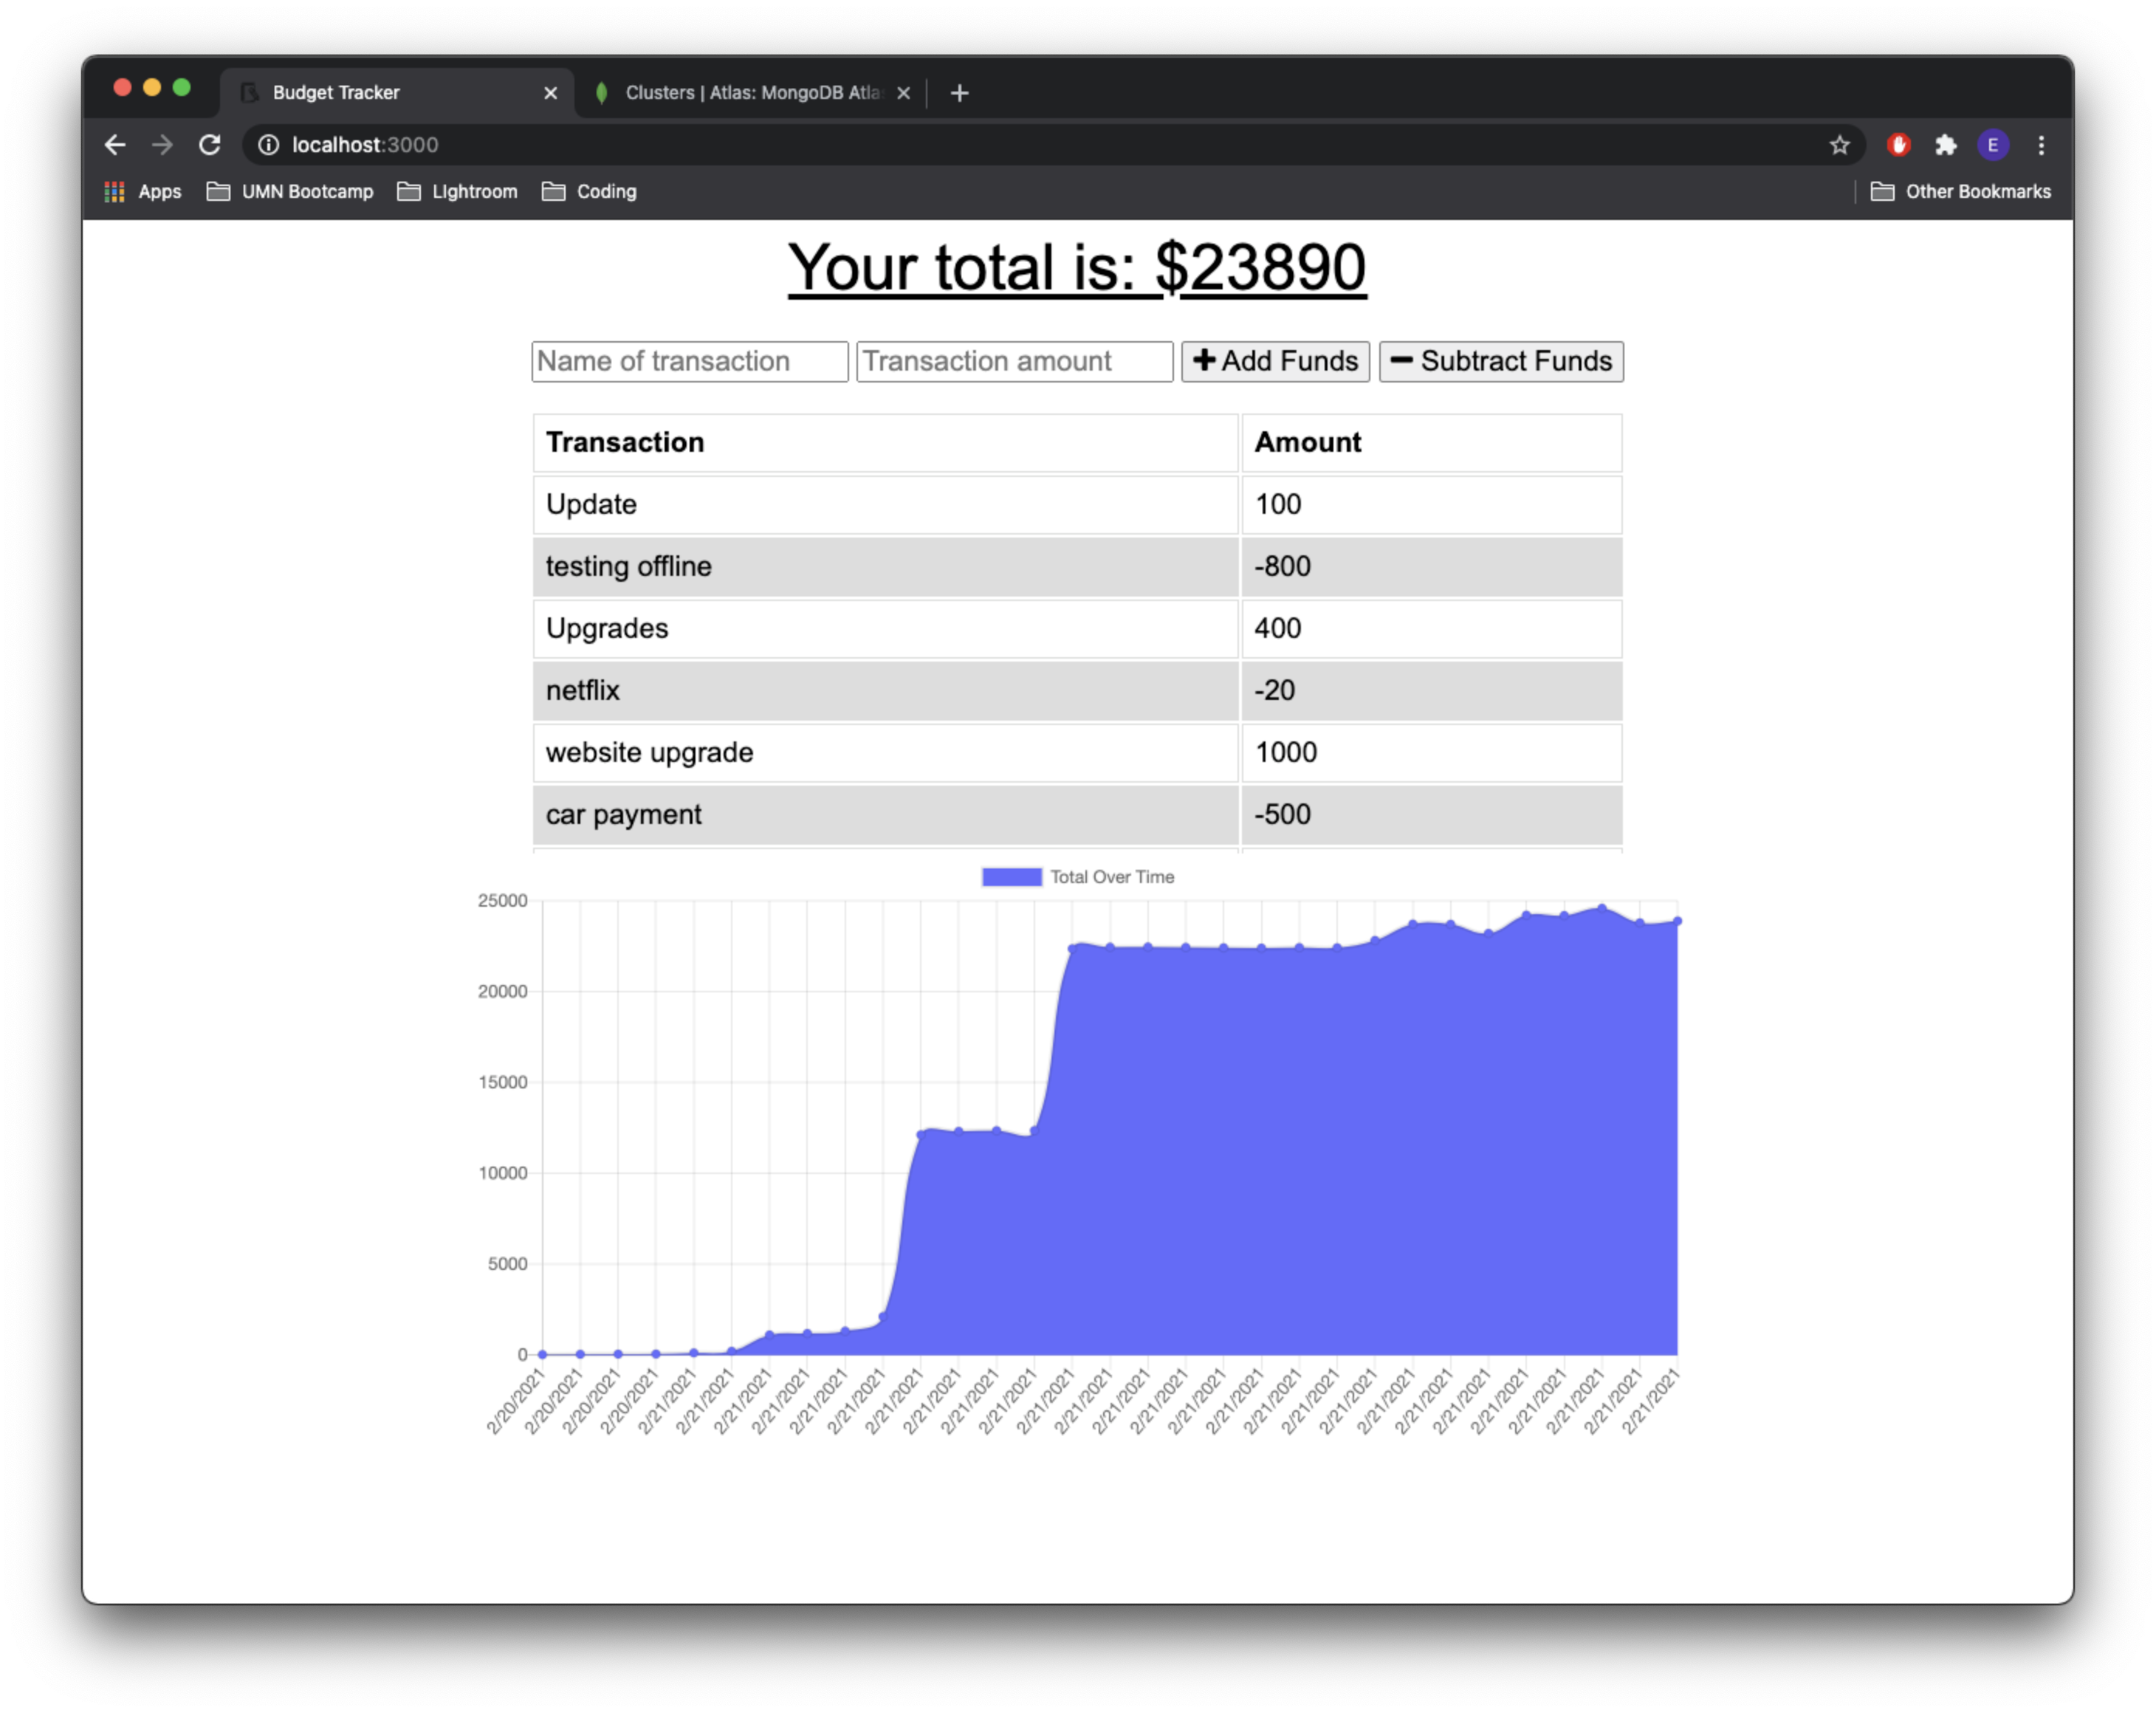 Budget Tracker
Clusters | Atlas: MongoDB Atla
localhost:3000
E
Apps UMN Bootcamp LIghtroom Coding Other Bookmarks
Your total is: $23890
Name of transaction Transaction amount Add Funds Subtract Funds
Transaction Amount
Update 100
testing offline -800
Upgrades 400
netflix -20
website upgrade 1000
car payment -500
Total Over Time
25000
20000
15000
10000
5000
0
2/20/2021 2/20/2021 2/20/2021 2/20/2021 2/21/2021 2/21/2021 2/21/2021 2/21/2021 2/21/2021 2/21/2021 2/21/2021 2/21/2021 2/21/2021 2/21/2021 2/21/2021 2/21/2021 2/21/2021 2/21/2021 2/21/2021 2/21/2021 2/21/2021 2/21/2021 2/21/2021 2/21/2021 2/21/2021 2/21/2021 2/21/2021 2/21/2021 2/21/2021 2/21/2021 2/21/2021